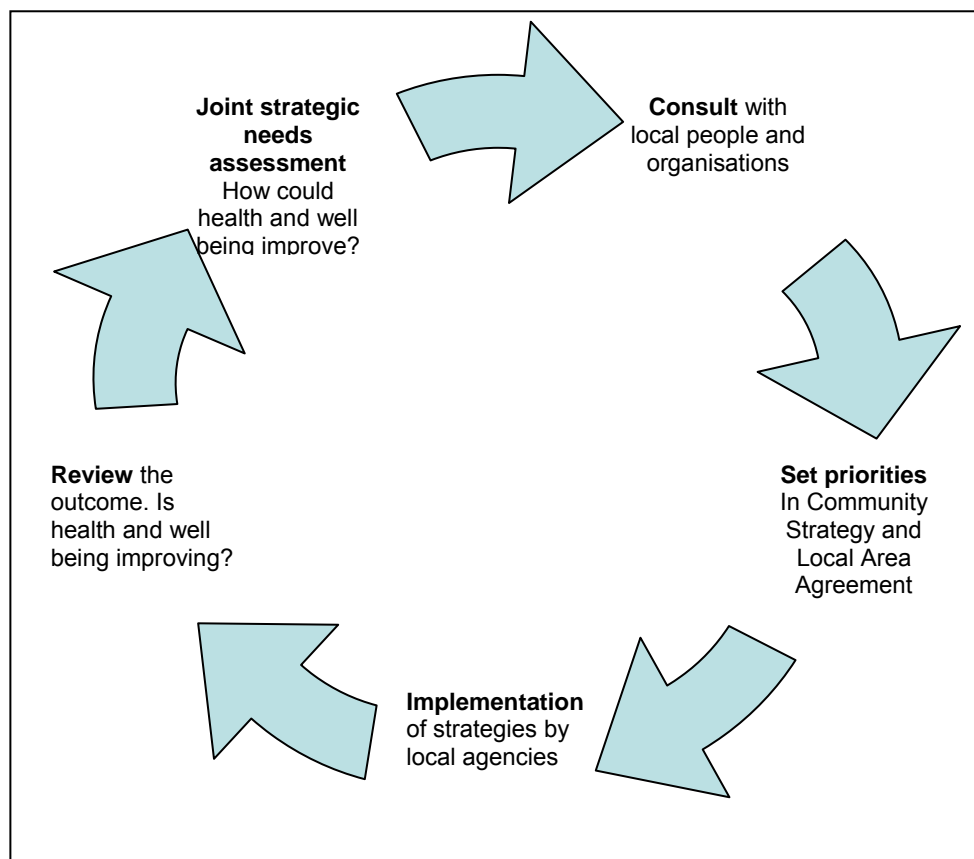 Joint strategic
needs
assessment
How could
health and well
being improve?
Consult with
local people and
organisations
Set priorities
In Community
Strategy and
Local Area
Agreement
Implementation
of strategies by
local agencies
Review the
outcome. Is
health and well
being improving?